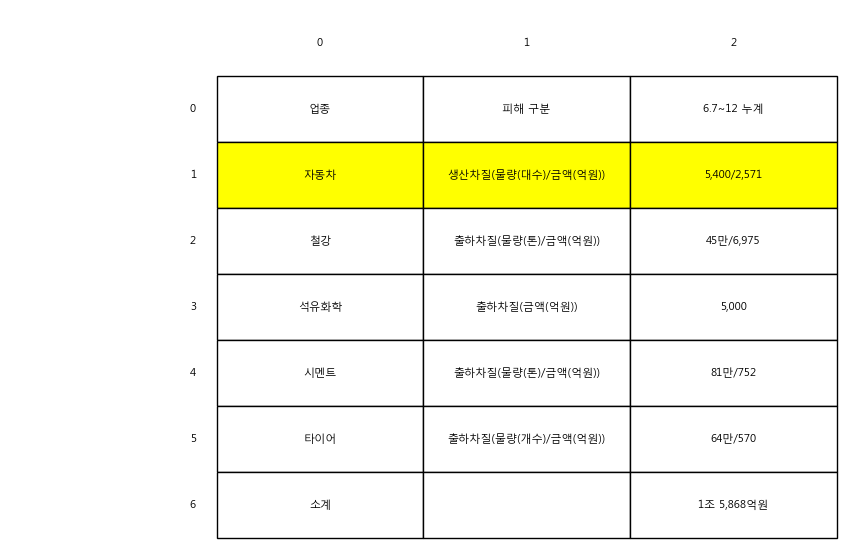 0 1 2
0 업종 피해 구분 6.7~12 누계
1 자동차 생산차질(물량(대수)/금액(억원)) 5,400/2,571
2 철강 출하차질(물량(톤)/금액(억원)) 45만/6,975
3 석유화학 출하차질(금액(억원)) 5,000
4 시멘트 출하차질(물량(톤)/금액(억원)) 81만/752
5 타이어 출하차질(물량(개수)/금액(억원)) 64만/570
6 소계 1조 5,868억원